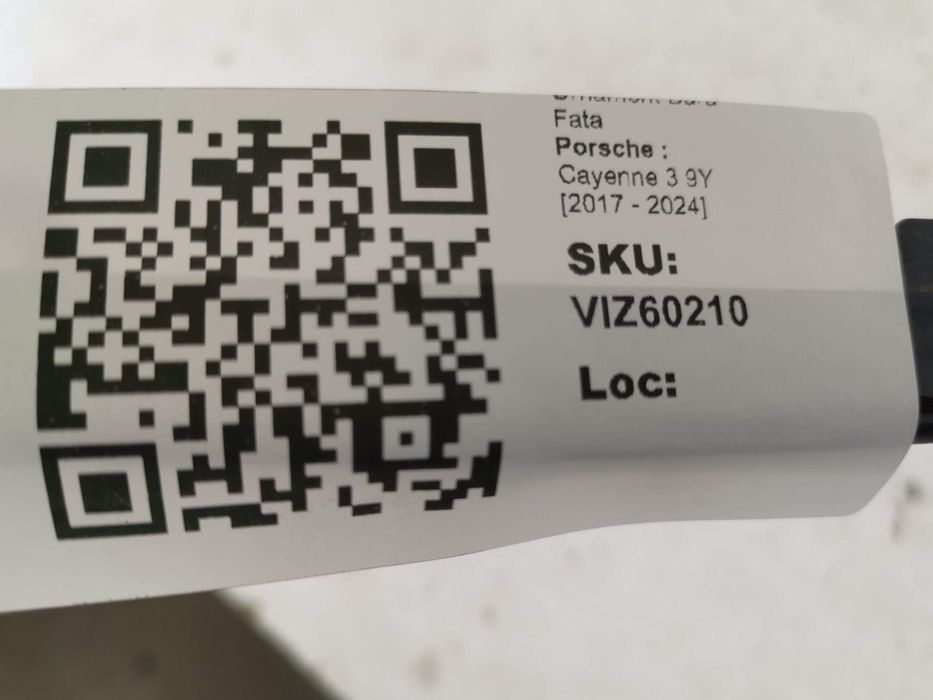 Fata
Porsche :
Cayenne 3 9Y
[2017 - 2024]
SKU:
VIZ60210
Loc: